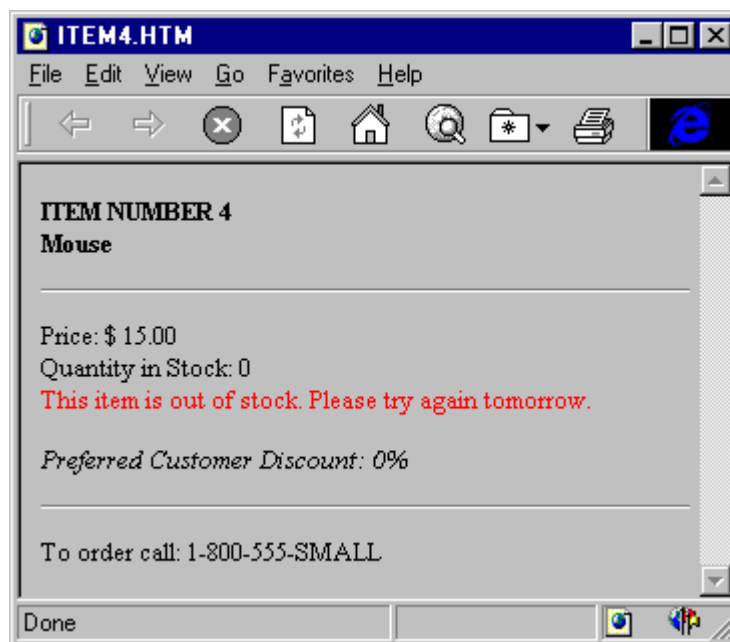 ITEM4.HTM
File Edit View Go Favorites Help
ITEM NUMBER 4
Mouse
Price: $ 15.00
Quantity in Stock: 0
This item is out of stock. Please try again tomorrow.
Preferred Customer Discount: 0%
To order call: 1-800-555-SMALL
Done